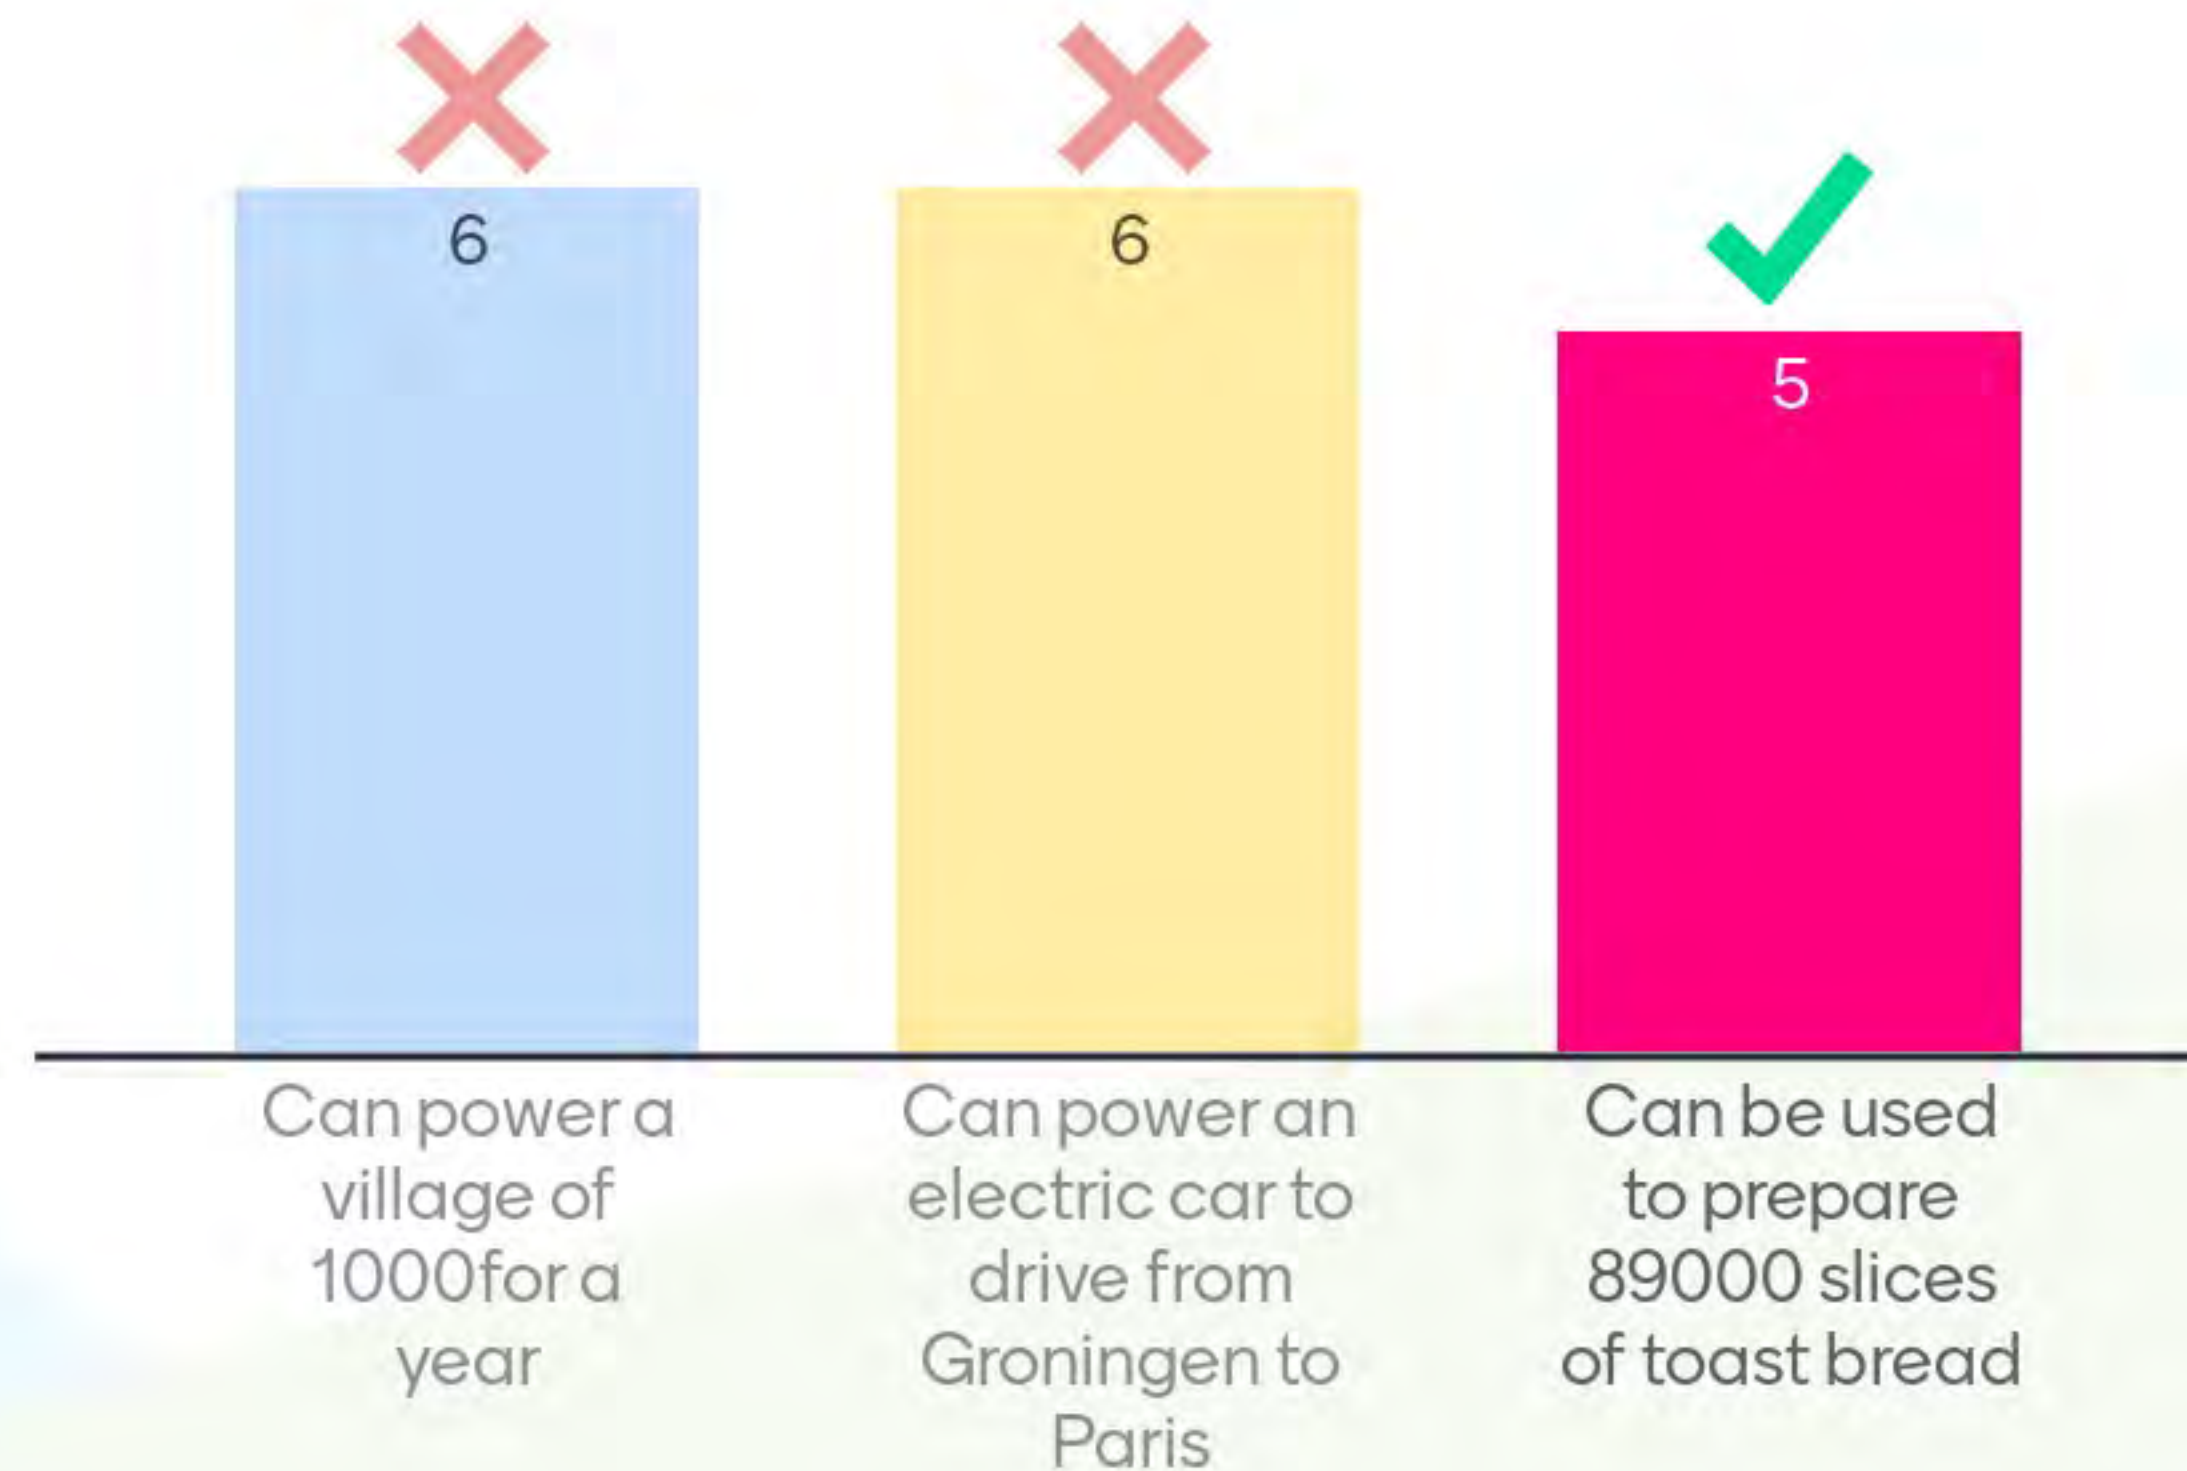 6
6
5
Can power a
village of
1000for a
year
Can power an
electric car to
drive from
Groningen to
Paris
Can be used
to prepare
89000 slices
of toast bread